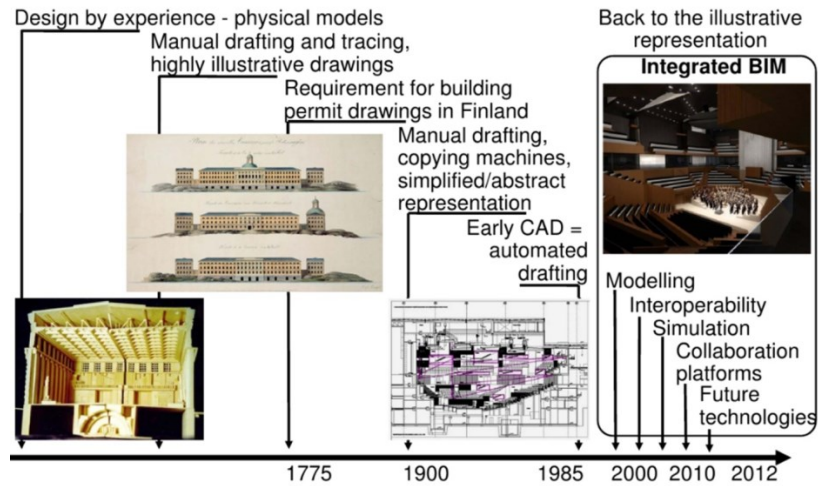 Design by experience - physical models
Manual drafting and tracing,
highly illustrative drawings
Requirement for building
permit drawings in Finland
Manual drafting,
copying machines,
simplified/abstract
representation
Early CAD =
automated
drafting
Back to the illustrative
representation
Integrated BIM
Modelling
Interoperability
Simulation
Collaboration
platforms
Future
technologies
1775
1900
1985
2000
2010
2012